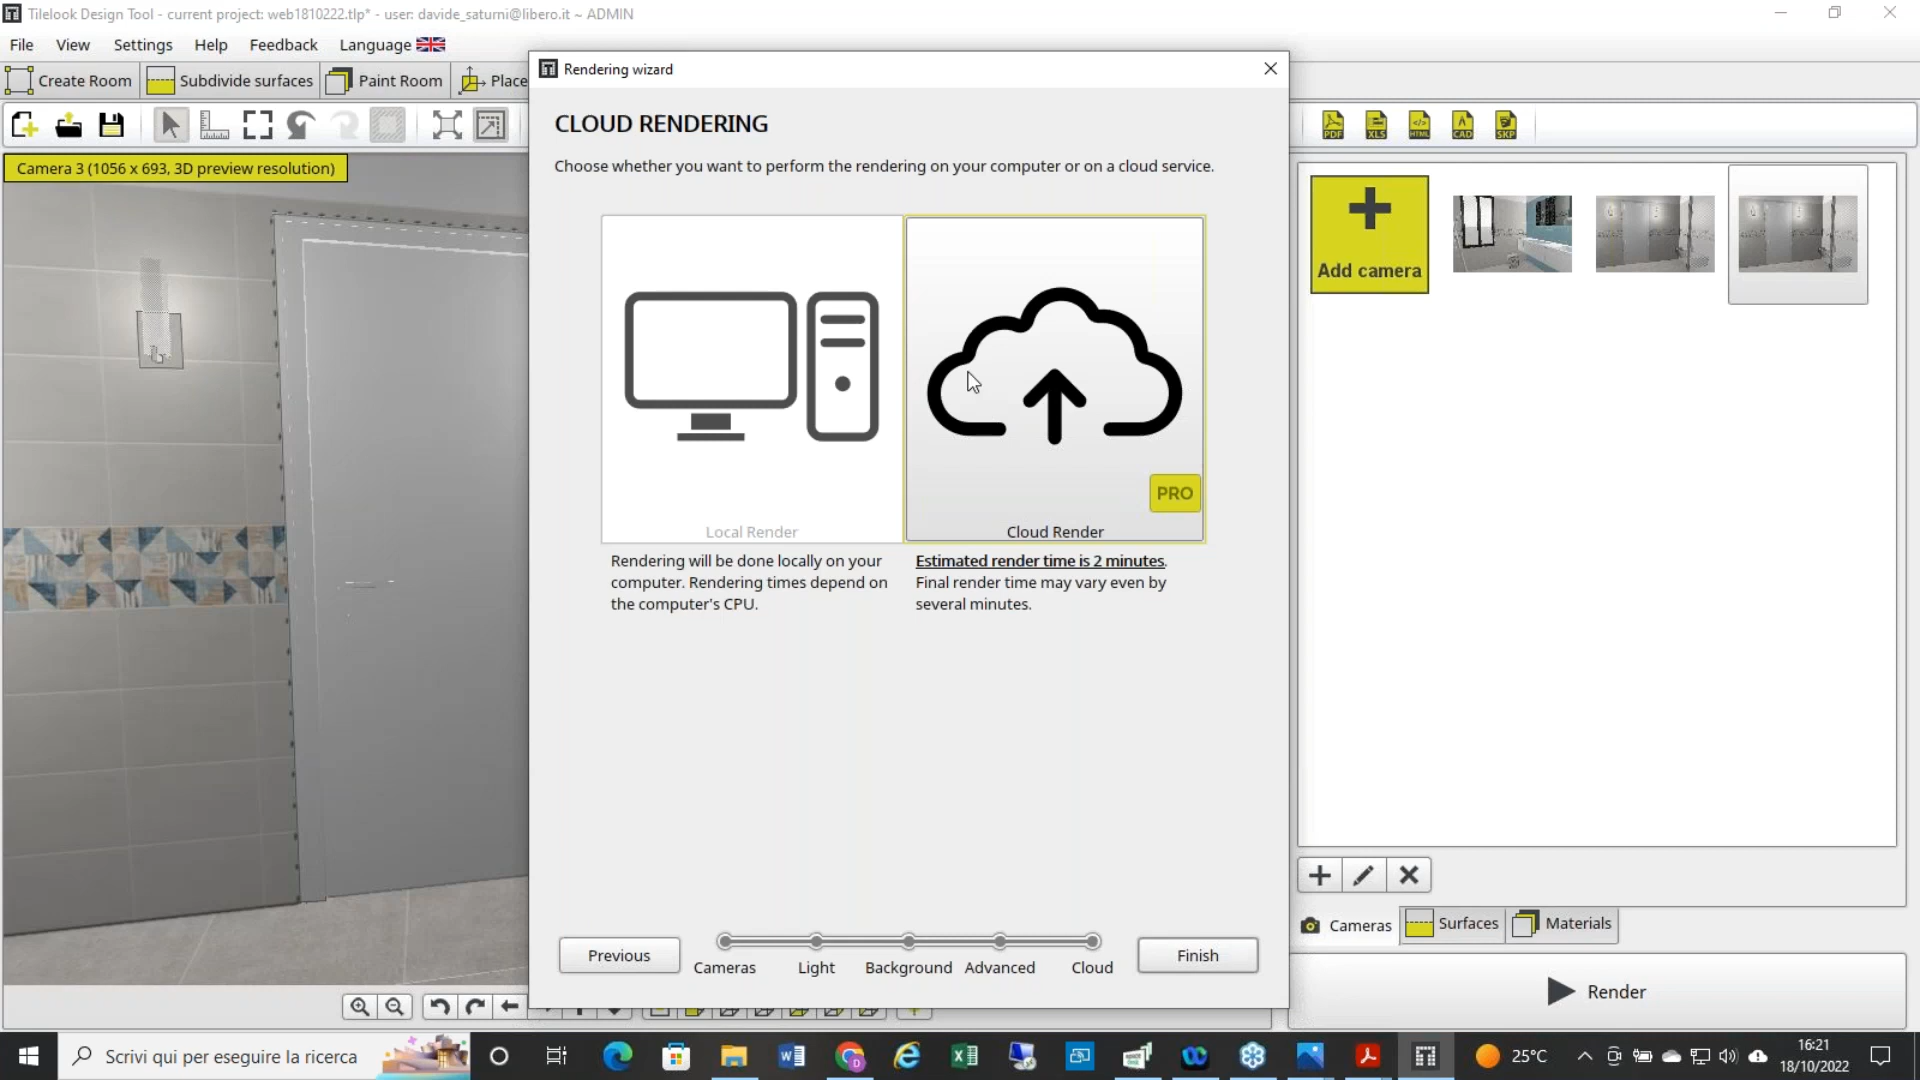 Tilelook Design Tool - current project: web1810222.tlp* - user: davide_saturni@libero.it ~ ADMIN
File View Settings Help Feedback Language
Create Room Subdivide surfaces Paint Room Place
Rendering wizard
PDF XLS HTML CAD SKP
Camera 3 (1056 x 693, 3D preview resolution)
CLOUD RENDERING
Choose whether you want to perform the rendering on your computer or on a cloud service.
Add camera
PRO
Local Render
Cloud Render
Rendering will be done locally on your
computer. Rendering times depend on
the computer's CPU.
Estimated render time is 2 minutes.
Final render time may vary even by
several minutes.
Previous
Cameras Light Background Advanced Cloud
Finish
Cameras Surfaces Materials
Render
Scrivi qui per eseguire la ricerca
25°C
16:21
18/10/2022